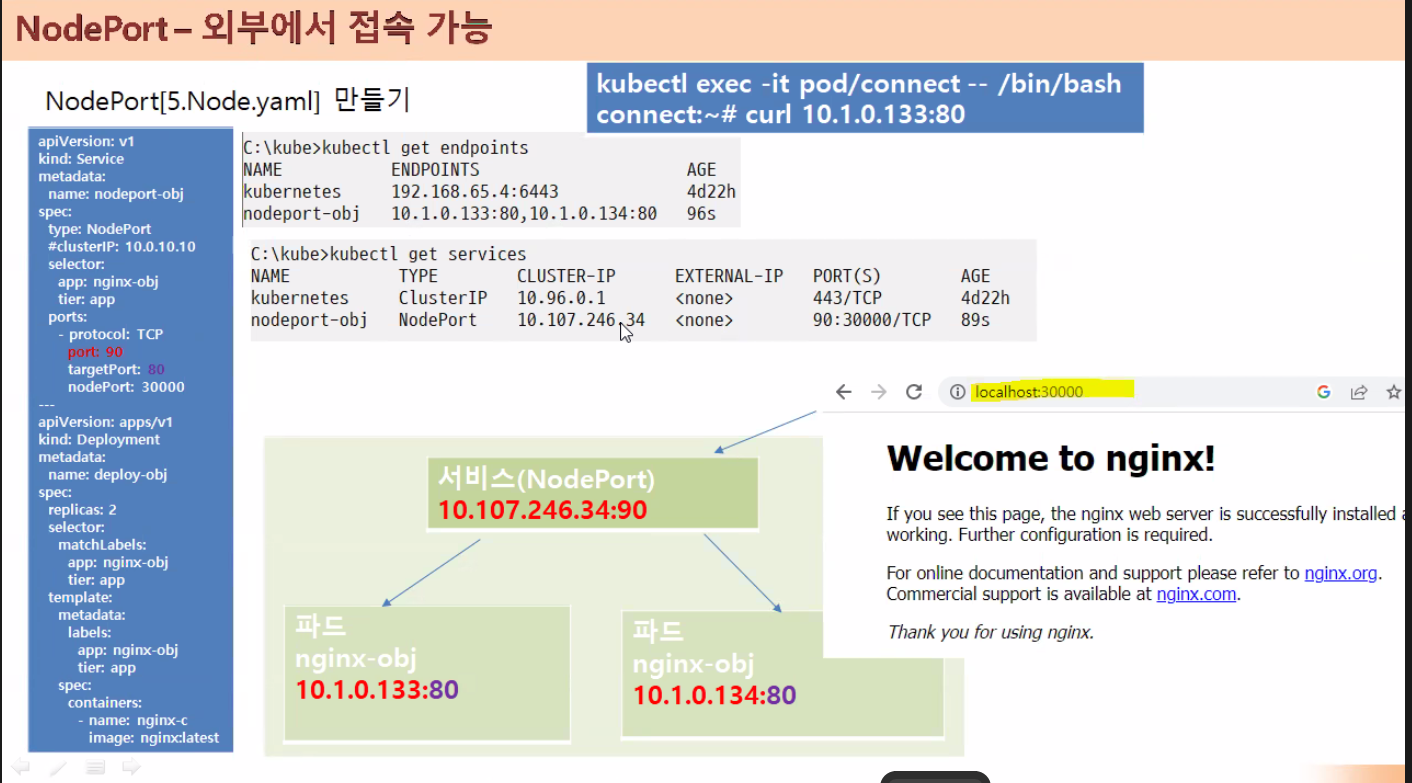 NodePort – 외부에서 접속 가능
NodePort[5.Node.yaml] 만들기
kubectl exec -it pod/connect -- /bin/bash
connect:~# curl 10.1.0.133:80
apiVersion: v1
kind: Service
metadata:
  name: nodeport-obj
spec:
  type: NodePort
  #clusterIP: 10.0.10.10
  selector:
    app: nginx-obj
    tier: app
  ports:
    - protocol: TCP
      port: 90
      targetPort: 80
      nodePort: 30000
---
apiVersion: apps/v1
kind: Deployment
metadata:
  name: deploy-obj
spec:
  replicas: 2
  selector:
    matchLabels:
      app: nginx-obj
      tier: app
  template:
    metadata:
      labels:
        app: nginx-obj
        tier: app
    spec:
      containers:
        - name: nginx-c
          image: nginx:latest
C:\kube>kubectl get endpoints
NAME ENDPOINTS AGE
kubernetes 192.168.65.4:6443 4d22h
nodeport-obj 10.1.0.133:80,10.1.0.134:80 96s
C:\kube>kubectl get services
NAME TYPE CLUSTER-IP EXTERNAL-IP PORT(S) AGE
kubernetes ClusterIP 10.96.0.1 <none> 443/TCP 4d22h
nodeport-obj NodePort 10.107.246.34 <none> 90:30000/TCP 89s
localhost:30000
Welcome to nginx!
If you see this page, the nginx web server is successfully installed
working. Further configuration is required.
For online documentation and support please refer to nginx.org.
Commercial support is available at nginx.com.
Thank you for using nginx.
서비스(NodePort)
10.107.246.34:90
파드
nginx-obj
10.1.0.133:80
파드
nginx-obj
10.1.0.134:80